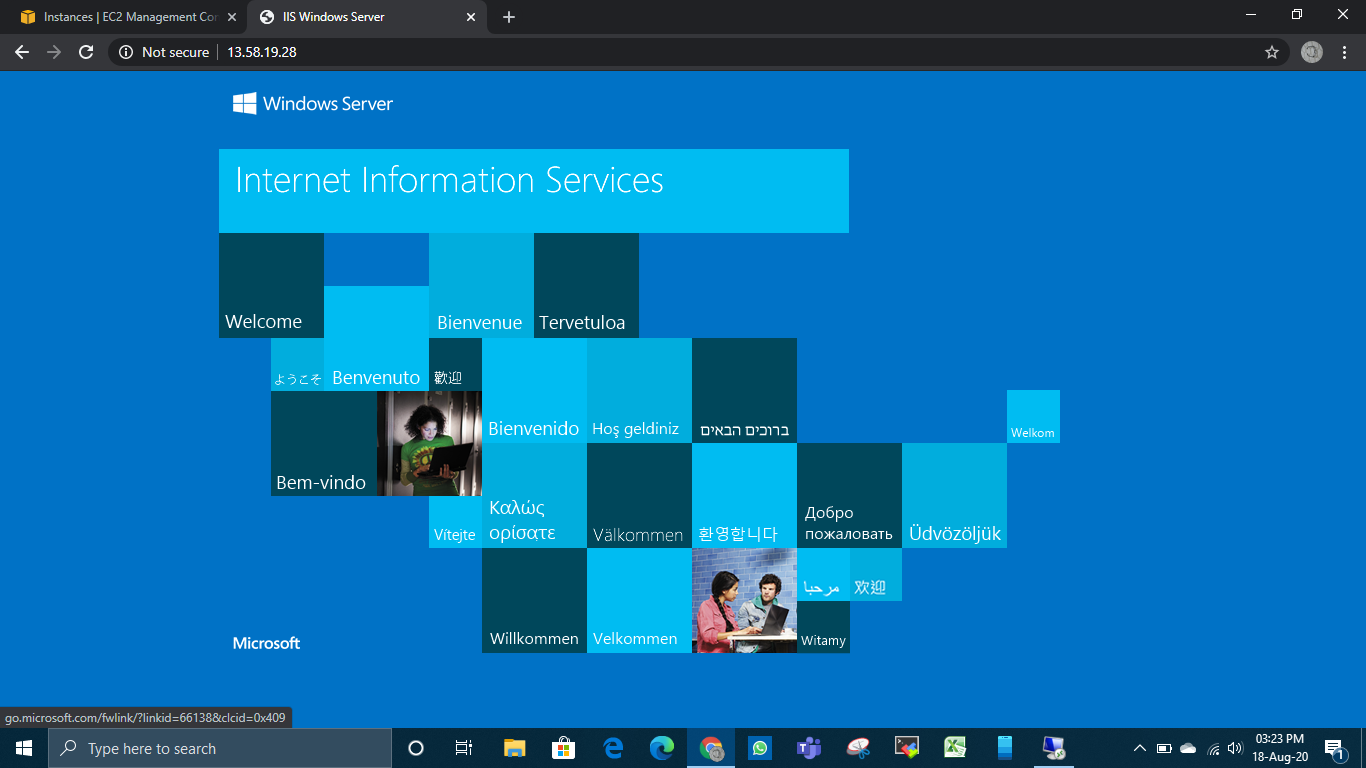 Instances | EC2 Management Con
IIS Windows Server
Not secure
13.58.19.28
Windows Server
Internet Information Services
Welcome
Bienvenue
Tervetuloa
ようこそ
Benvenuto
歡迎
Bienvenido
Hoş geldiniz
ברוכים הבאים
Welkom
Bem-vindo
Vítejte
Καλώς
ορίσατε
Välkommen
환영합니다
Добро
пожаловать
Üdvözöljük
Willkommen
Velkommen
مرحبا
欢迎
Witamy
Microsoft
go.microsoft.com/fwlink/?linkid=66138&clcid=0x409
Type here to search
03:23 PM
18-Aug-20
1